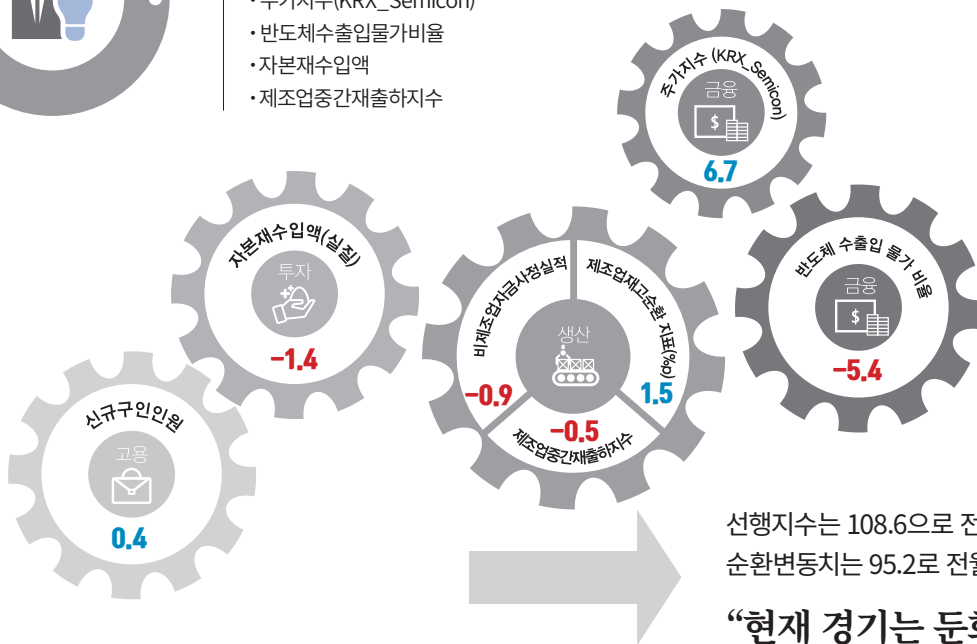 ·주가지수(KRX_Semicon)
·반도체수출입물가비율
·자본재수입액
·제조업중간재출하지수
주가지수 (KRX_Semicon)
금융
$
6.7
자본재수입액(실질)
투자
-1.4
비제조업자금사정실적
-0.9
제조업재고순환 지표(%p)
1.5
생산
-0.5
제조업중간재출하지수
반도체 수출입 물가 비율
금융
$
-5.4
신규구인인원
고용
0.4
선행지수는 108.6으로
순환변동치는 95.2로
“현재 경기는